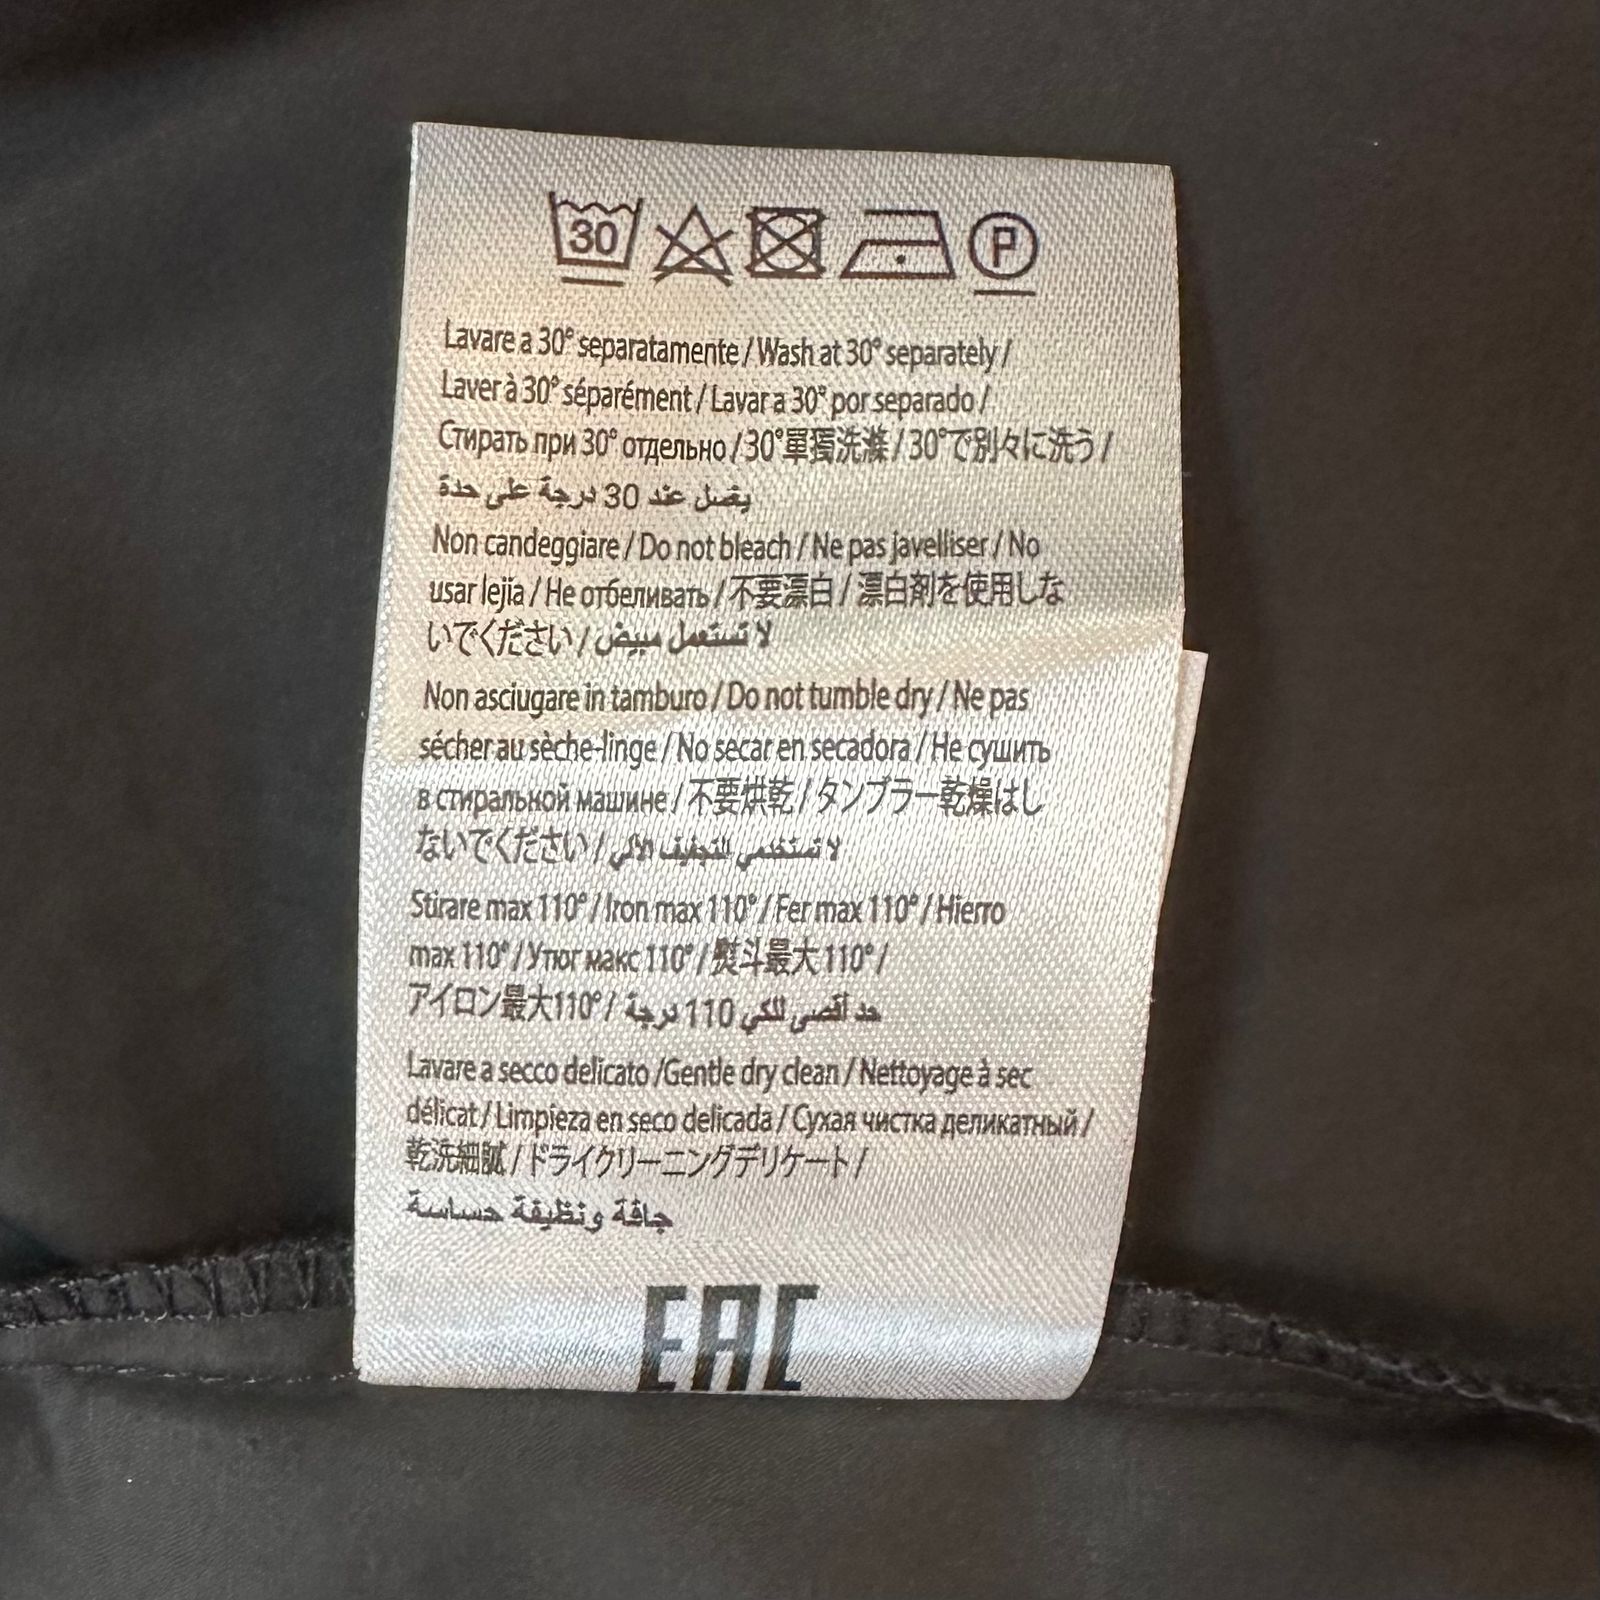 30 P
Lavare a 30° separatamente / Wash at 30° separately /
Laver à 30° séparément / Lavar a 30° por separado /
Стирать при 30° отдельно / 30°單獨洗滌 / 30°で別々に洗う /
يغسل عند 30 درجة على حدة
Non candeggiare / Do not bleach / Ne pas javelliser / No
usar lejía / Не отбеливать / 不要漂白 / 漂白剤を使用しな
いでください / لا تستعمل مبيض
Non asciugare in tamburo / Do not tumble dry / Ne pas
sécher au sèche-linge / No secar en secadora / Не сушить
в стиральной машине / 不要烘乾 / タンブラー乾燥はし
ないでください / لا تستخدمي التجفيف الآلي
Stirare max 110° / Iron max 110° / Fer max 110° / Hierro
max 110° / Утюг макс 110° / 熨斗最大 110° /
アイロン最大110° / حد أقصى للكي 110 درجة
Lavare a secco delicato /Gentle dry clean / Nettoyage à sec
délicat / Limpieza en seco delicada / Сухая чистка деликатный /
乾洗細膩 / ドライクリーニングデリケート /
جافة ونظيفة حساسة
EAC